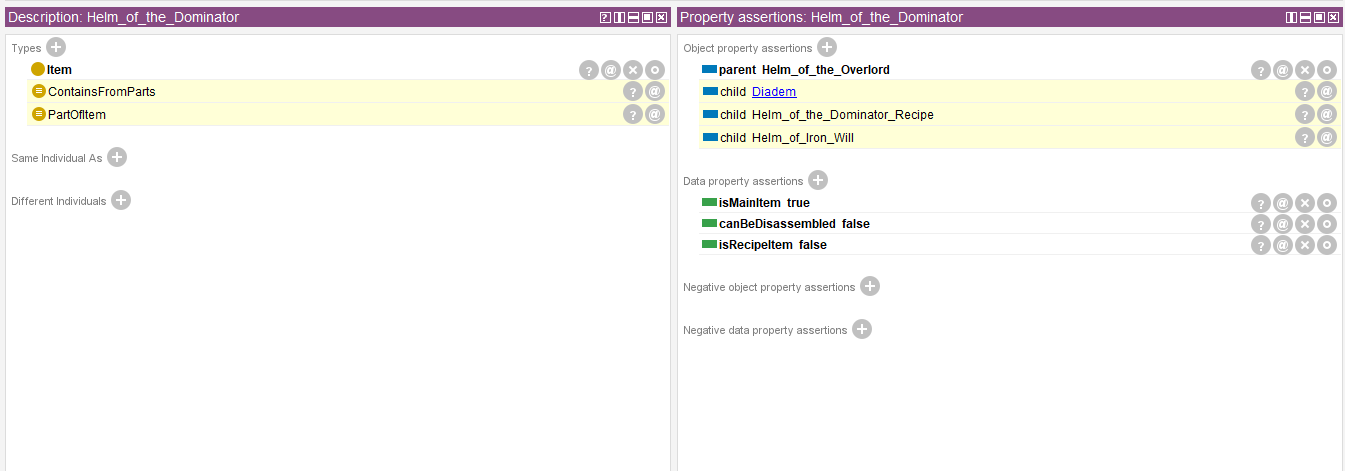 Description: Helm_of_the_Dominator
Types
Item
ContainsFromParts
PartOfItem
Same Individual As
Different Individuals
Property assertions: Helm_of_the_Dominator
Object property assertions
parent Helm_of_the_Overlord
child Diadem
child Helm_of_the_Dominator_Recipe
child Helm_of_Iron_Will
Data property assertions
isMainItem true
canBeDisassembled false
isRecipeItem false
Negative object property assertions
Negative data property assertions